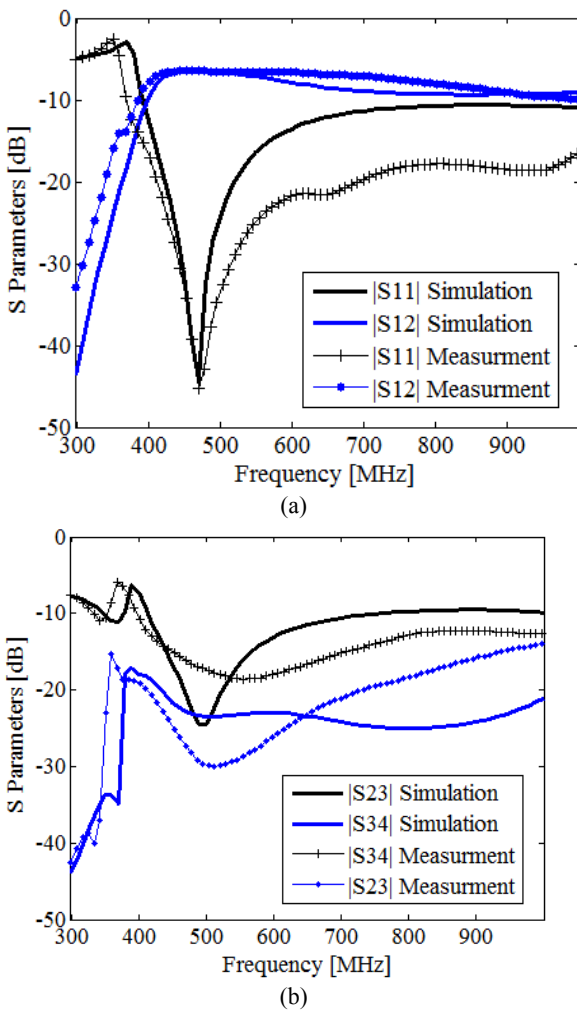 0
-10
-20
-30
-40
-50
S Parameters [dB]
|S11| Simulation
|S12| Simulation
|S11| Measurment
|S12| Measurment
300 400 500 600 700 800 900
Frequency [MHz]
(a)
0
-10
-20
-30
-40
-50
S Parameters [dB]
|S23| Simulation
|S34| Simulation
|S34| Measurment
|S23| Measurment
300 400 500 600 700 800 900
Frequency [MHz]
(b)